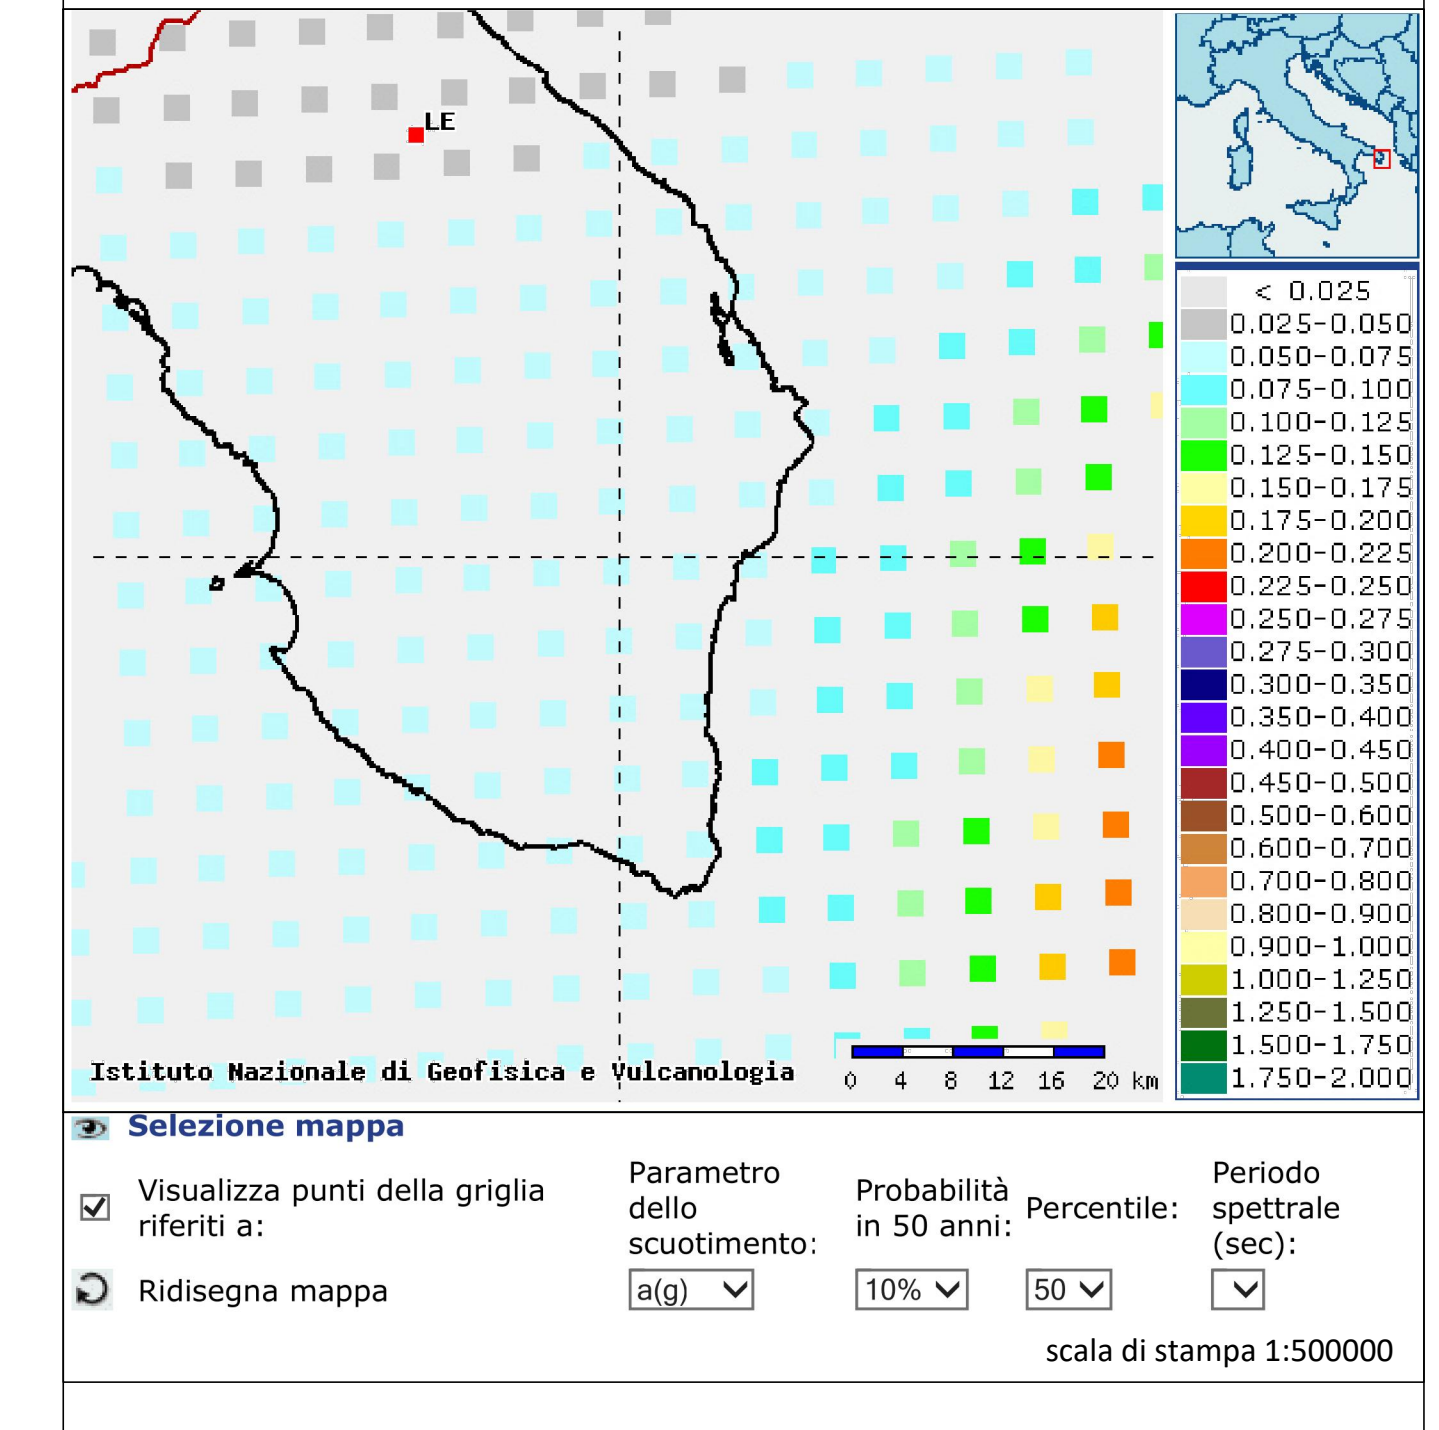 LE
< 0.025
0.025-0.050
0.050-0.075
0.075-0.100
0.100-0.125
0.125-0.150
0.150-0.175
0.175-0.200
0.200-0.225
0.225-0.250
0.250-0.275
0.275-0.300
0.300-0.350
0.350-0.400
0.400-0.450
0.450-0.500
0.500-0.600
0.600-0.700
0.700-0.800
0.800-0.900
0.900-1.000
1.000-1.250
1.250-1.500
1.500-1.750
1.750-2.000
Istituto Nazionale di Geofisica e Vulcanologia
0 4 8 12 16 20 km
Selezione mappa
Visualizza punti della griglia
riferiti a:
Parametro
dello
scuotimento:
Probabilità
in 50 anni:
Percentile:
Periodo
spettrale
(sec):
Ridisegna mappa
a(g)
10%
50
scala di stampa 1:500000